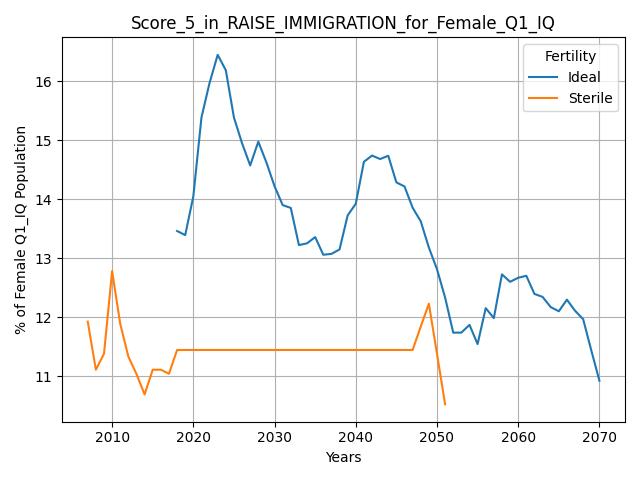 Score_5_in_RAISE_IMMIGRATION_for_Female_Q1_IQ
% of Female Q1_IQ Population
16
15
14
13
12
11
Fertility
Ideal
Sterile
2010 2020 2030 2040 2050 2060 2070
Years